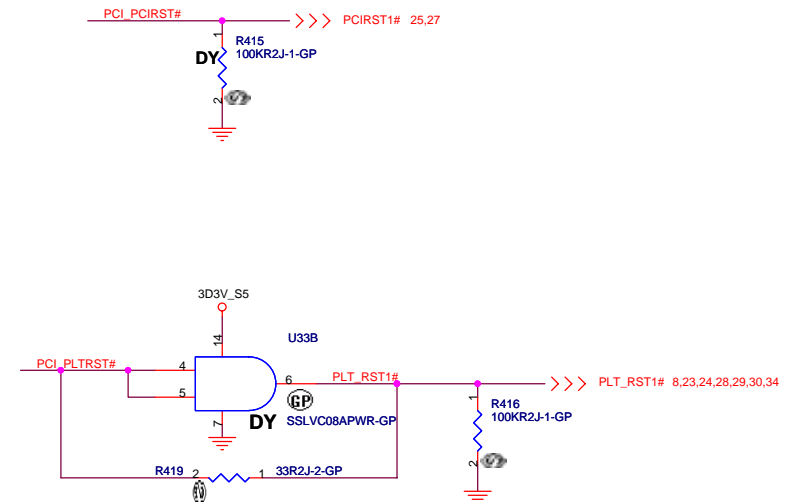 PCI_PCIRST#
PCIRST1# 25,27
1
R415
100KR2J-1-GP
DY
2
3D3V_S5
14
U33B
PCI_PLTRST#
4
5
6
PLT_RST1#
PLT_RST1# 8,23,24,28,29,30,34
GP
DY
SSLVC08APWR-GP
7
1
R416
100KR2J-1-GP
2
R419
2
1
33R2J-2-GP